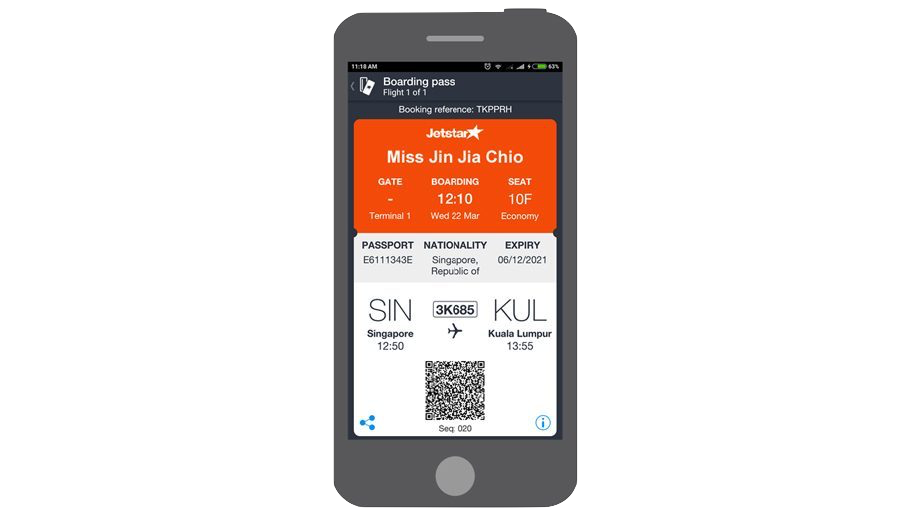 11:18 AM 63%
Boarding pass
Flight 1 of 1
Booking reference: TKPPRH
Jetstar
Miss Jin Jia Chio
GATE BOARDING SEAT
- 12:10 10F
Terminal 1 Wed 22 Mar Economy
PASSPORT NATIONALITY EXPIRY
E6111343E Singapore, 06/12/2021
Republic of
SIN 3K685 KUL
Singapore Kuala Lumpur
12:50 13:55
Seq: 020